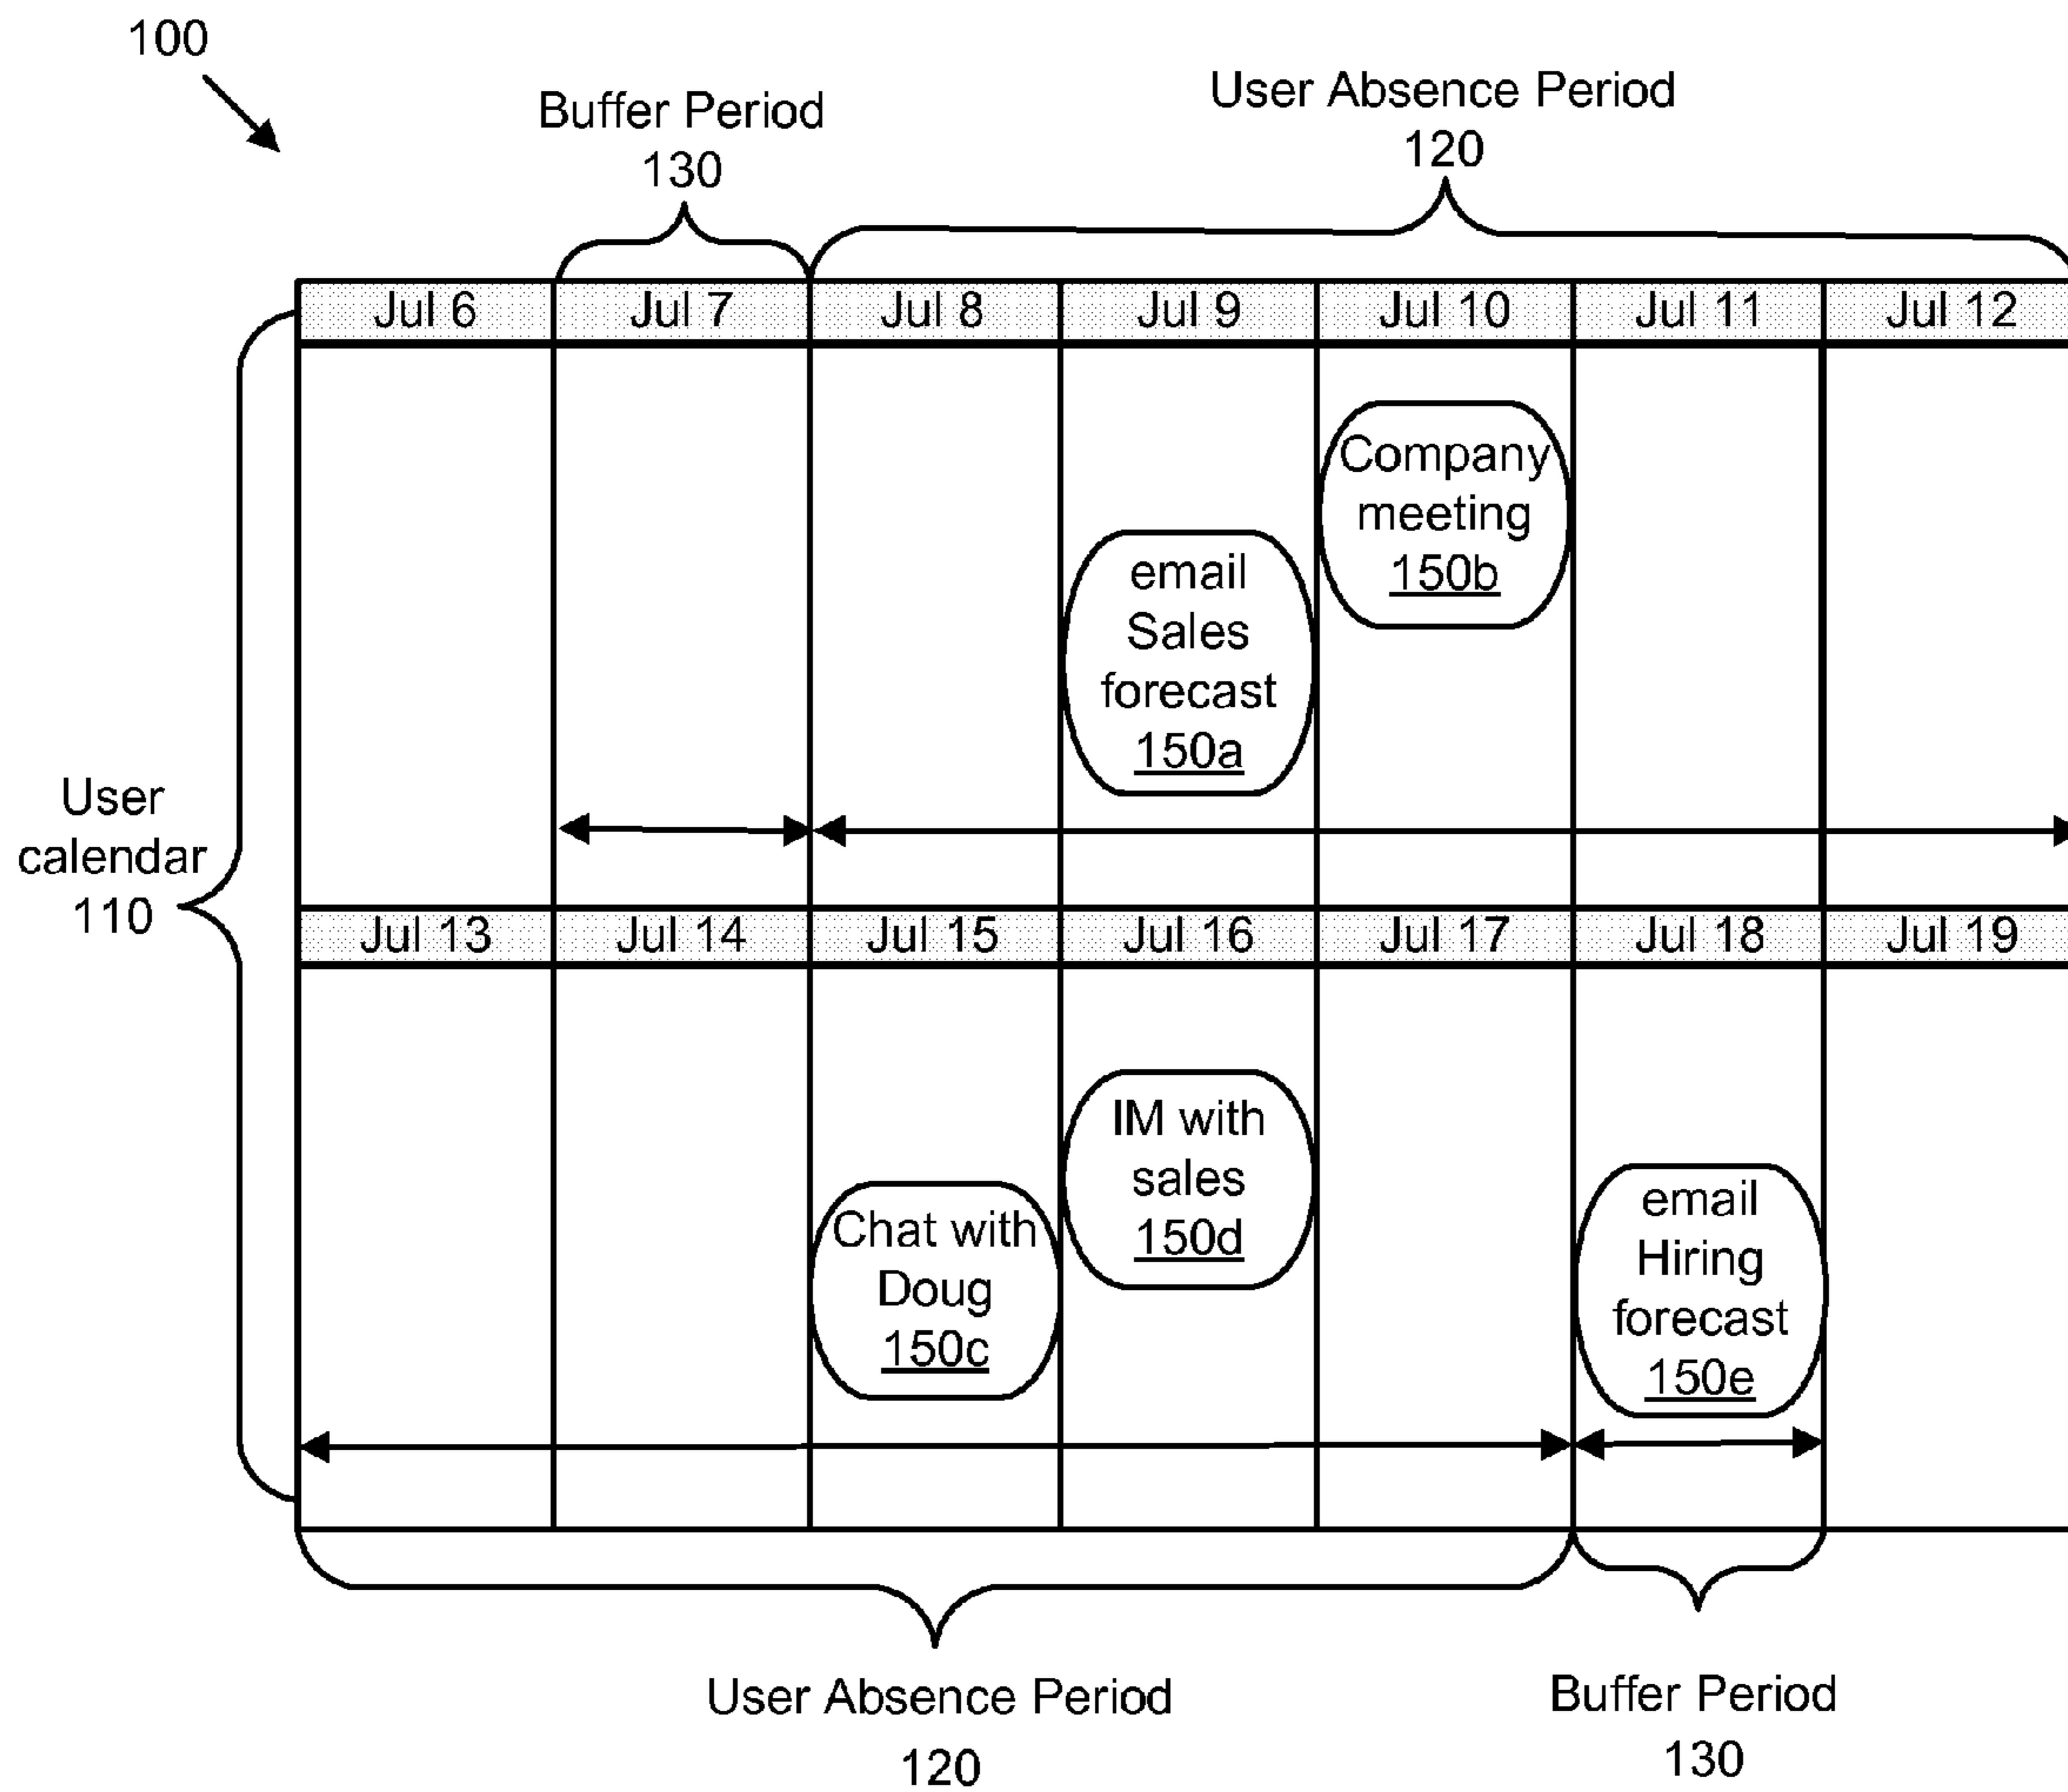 100
Buffer Period
130
User Absence Period
120
Jul 6
Jul 7
Jul 8
Jul 9
Jul 10
Jul 11
Jul 12
Company
meeting
150b
email
Sales
forecast
150a
User
calendar
110
Jul 13
Jul 14
Jul 15
Jul 16
Jul 17
Jul 18
Jul 19
Chat with
Doug
150c
IM with
sales
150d
email
Hiring
forecast
150e
User Absence Period
120
Buffer Period
130